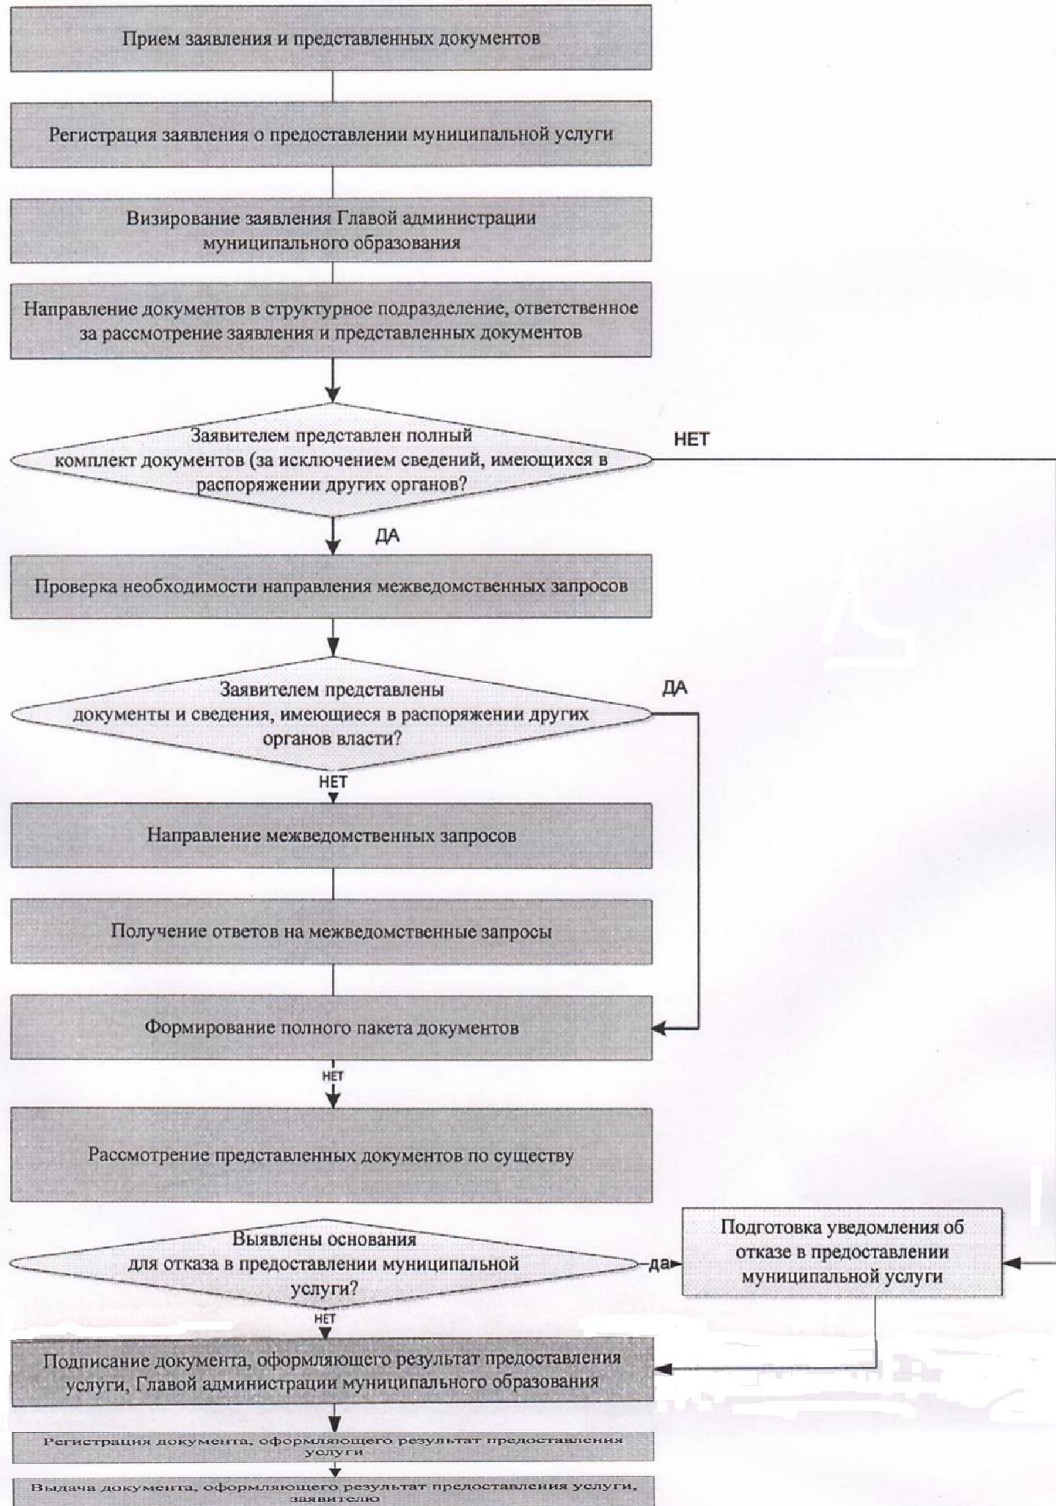 Прием заявления и представленных документов
Регистрация заявления о предоставлении муниципальной услуги
Визирование заявления Главой администрации
муниципального образования
Направление документов в структурное подразделение, ответственное
за рассмотрение заявления и представленных документов
Заявителем представлен полный
комплект документов (за исключением сведений, имеющихся в
распоряжении других органов?
НЕТ
ДА
Проверка необходимости направления межведомственных запросов
Заявителем представлены
документы и сведения, имеющиеся в распоряжении других
органов власти?
ДА
НЕТ
Направление межведомственных запросов
Получение ответов на межведомственные запросы
Формирование полного пакета документов
НЕТ
Рассмотрение представленных документов по существу
Выявлены основания
для отказа в предоставлении муниципальной
услуги?
да
Подготовка уведомления об
отказе в предоставлении
муниципальной услуги
НЕТ
Подписание документа, оформляющего результат предоставления
услуги, Главой администрации муниципального образования
Регистрация документа, оформляющего результат предоставления
услуги
Выдача документа, оформляющего результат предоставления услуги,
заявителю